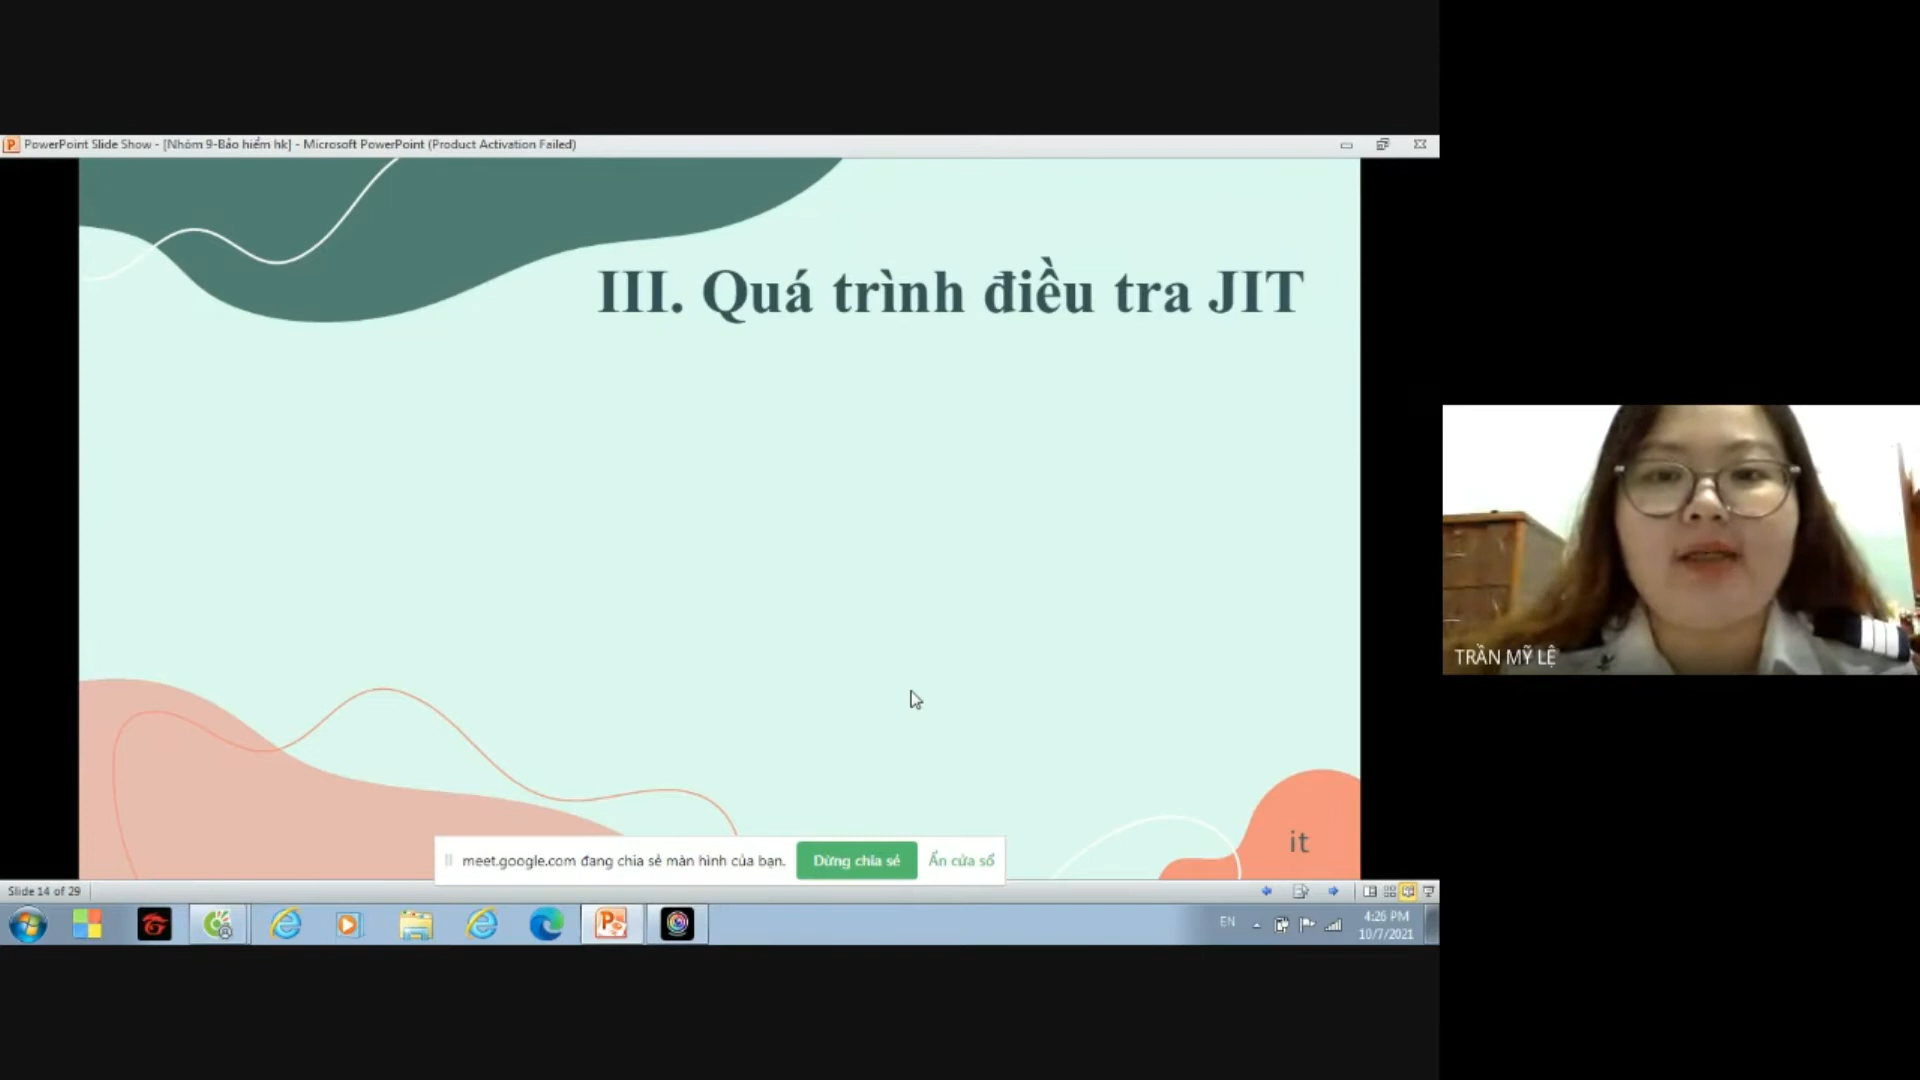 PowerPoint Slide Show - [Nhóm 9-Bảo hiểm hk] - Microsoft PowerPoint (Product Activation Failed)
III. Quá trình điều tra JIT
TRẦN MỸ LỆ
it
meet.google.com đang chia sẻ màn hình của bạn.
Dừng chia sẻ
Ẩn cửa sổ
Slide 14 of 29
EN
4:26 PM
10/7/2021